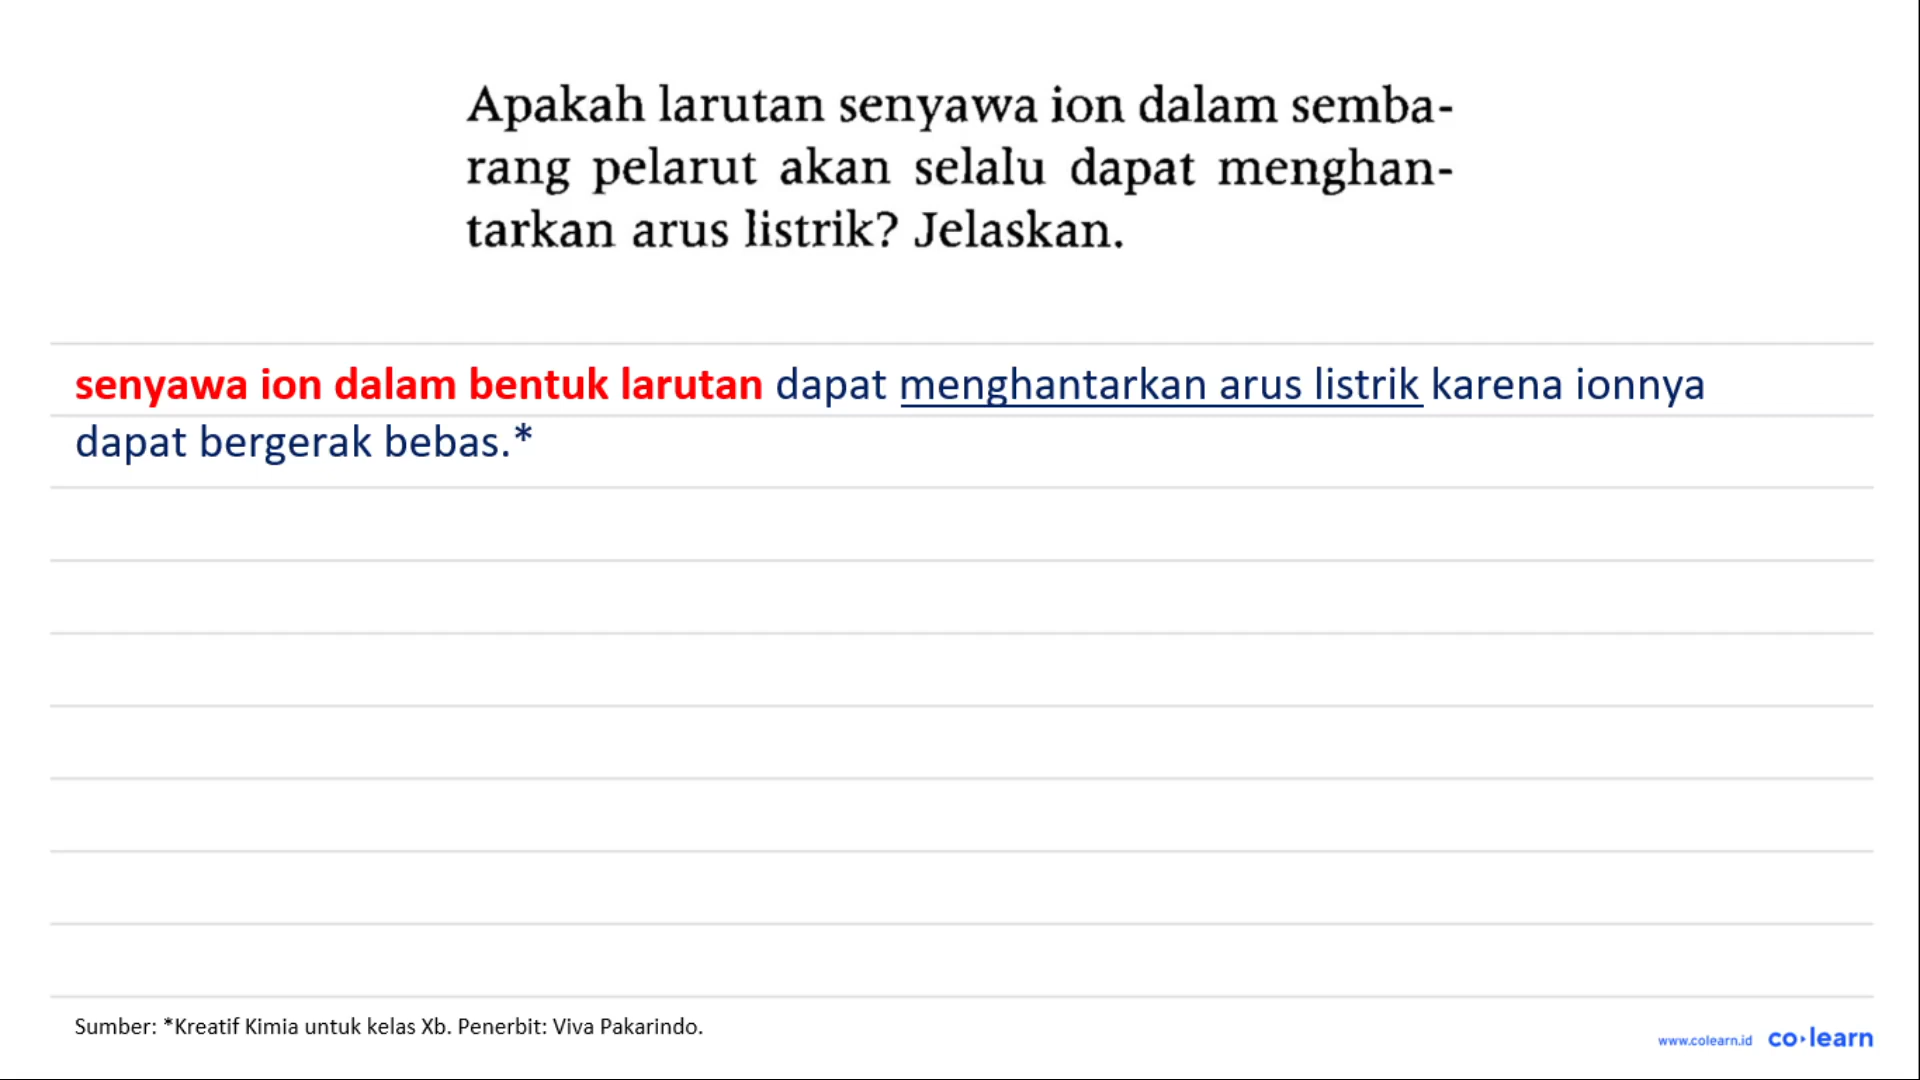 Apakah larutan senyawa ion dalam semba-
rang pelarut akan selalu dapat menghan-
tarkan arus listrik? Jelaskan.
senyawa ion dalam bentuk larutan dapat menghantarkan arus listrik karena ionnya
dapat bergerak bebas.*
Sumber: *Kreatif Kimia untuk kelas Xb. Penerbit: Viva Pakarindo.
www.colearn.id co•learn